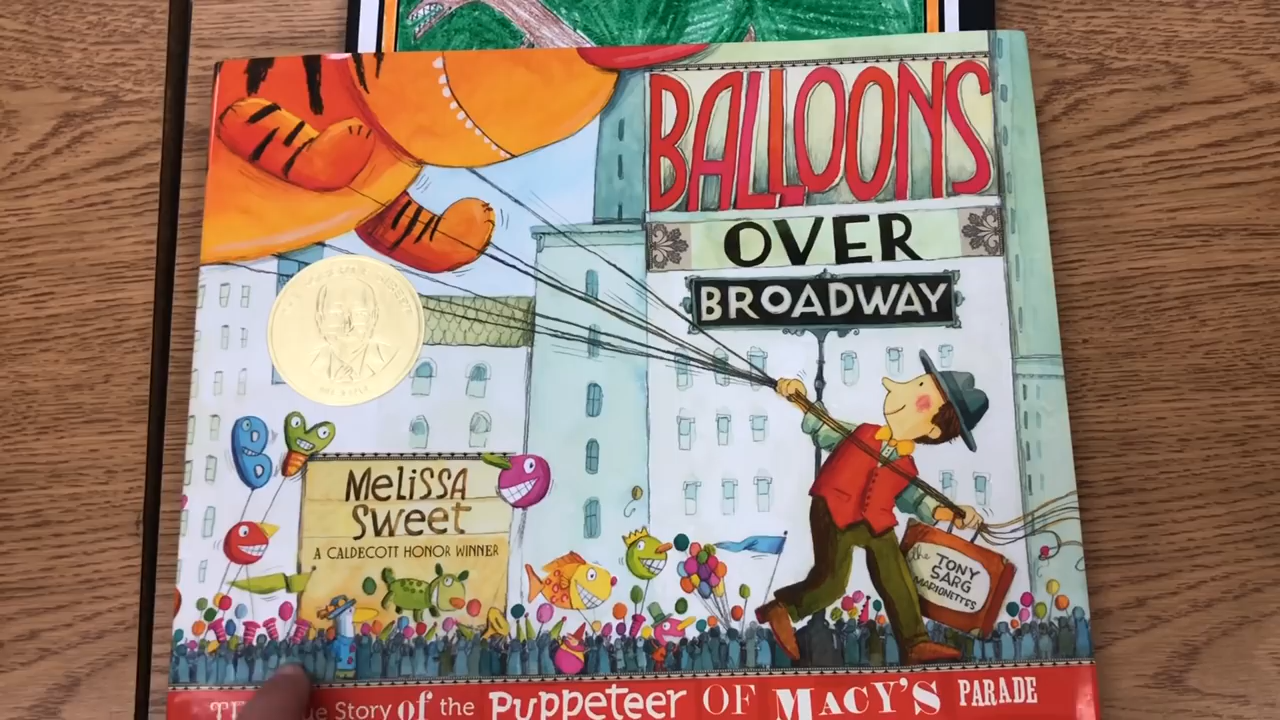 BALLOONS
OVER
BROADWAY
B Y
MELISSA
SWEET
A CALDECOTT HONOR WINNER
the
TONY
SARG
MARIONETTES
Story of the PUPPETEER OF MACY'S PARADE